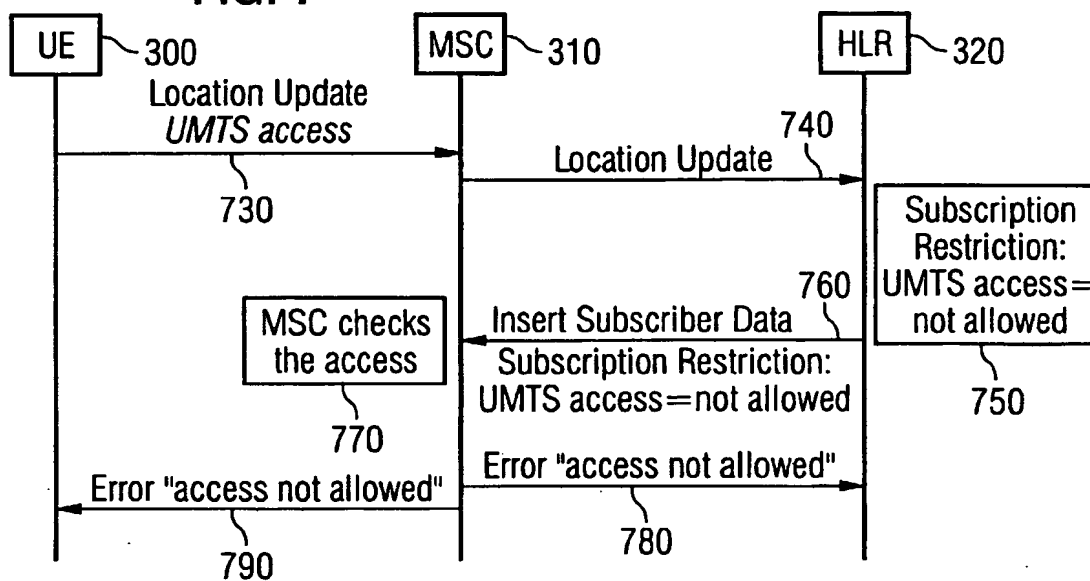 UE
300
MSC
310
HLR
320
Location Update
UMTS access
730
740
Location Update
Subscription
Restriction:
UMTS access=
not allowed
750
760
Insert Subscriber Data
Subscription Restriction:
UMTS access=not allowed
MSC checks
the access
770
Error "access not allowed"
780
Error "access not allowed"
790